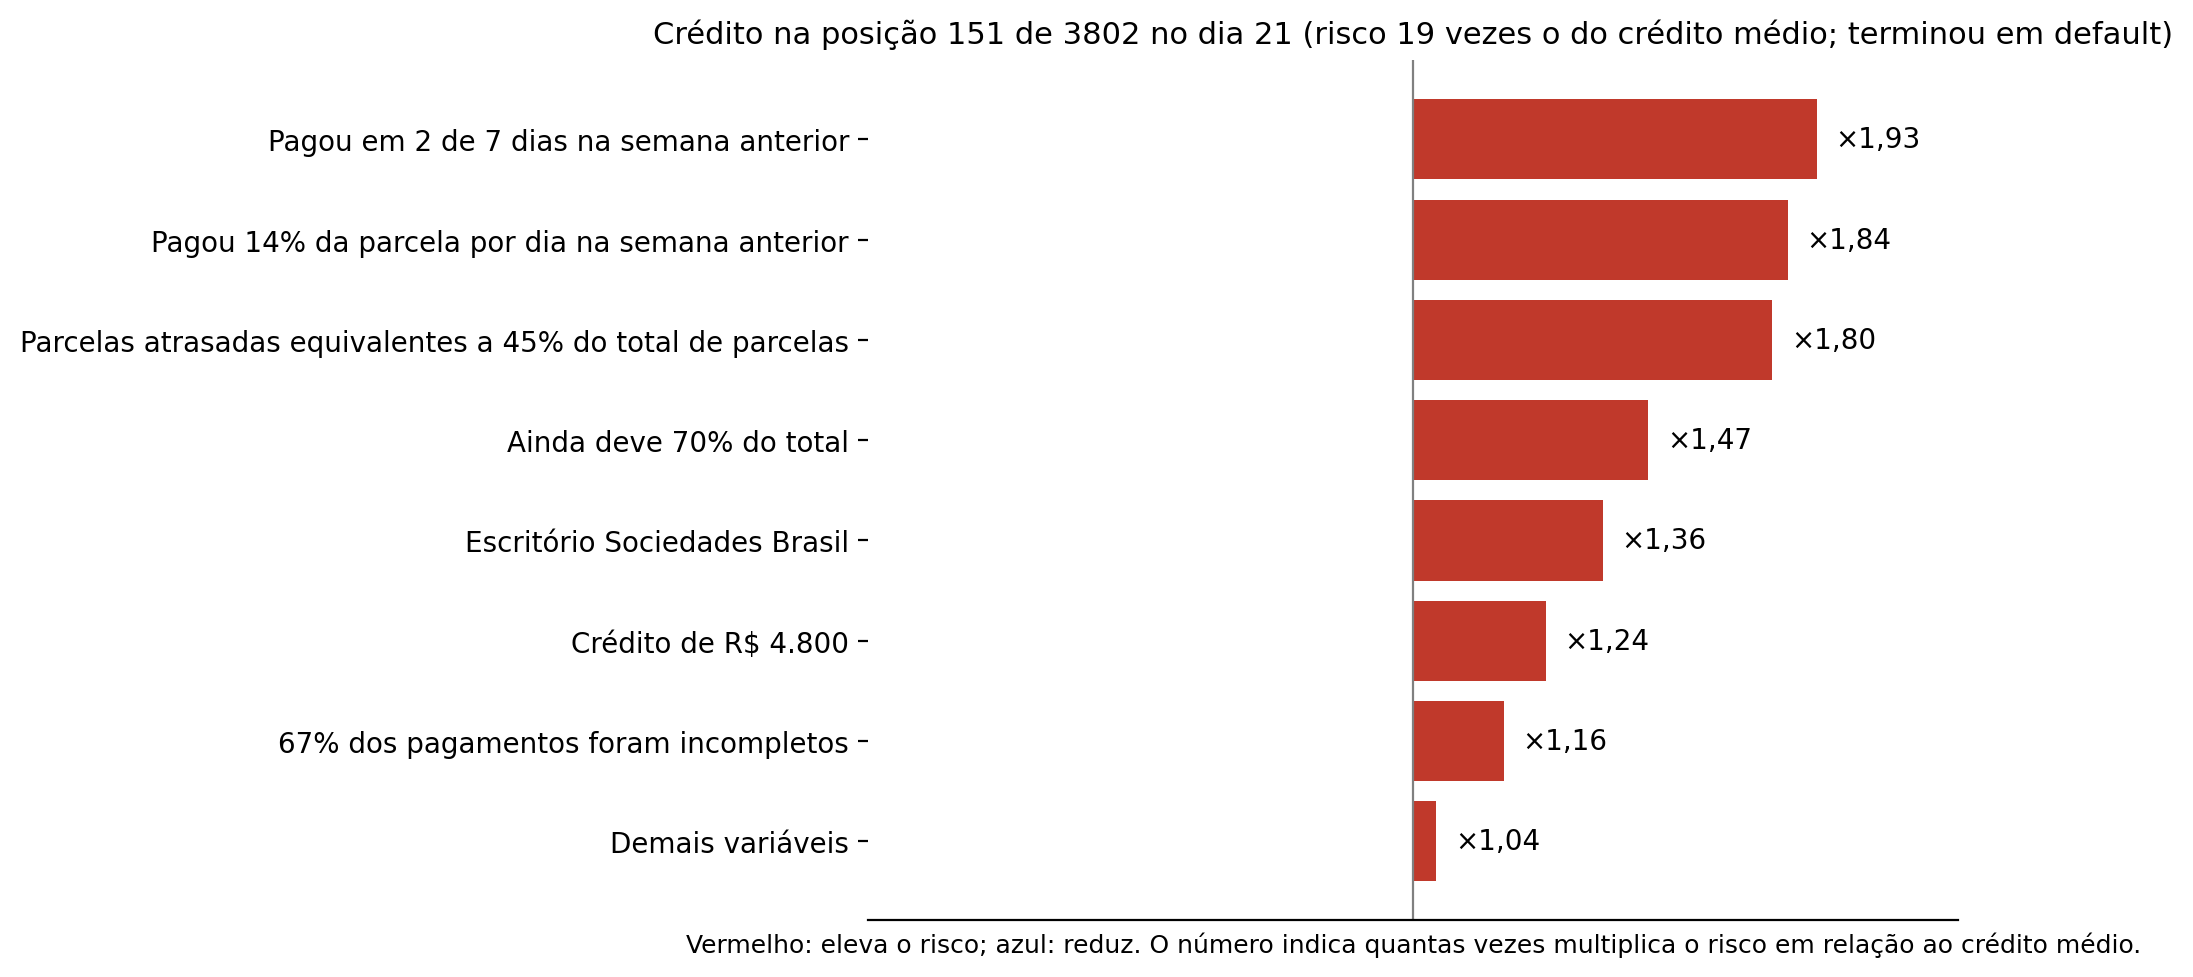 Crédito na posição 151 de 3802 no dia 21 (risco 19 vezes o do crédito médio; terminou em default)
Pagou em 2 de 7 dias na semana anterior
×1,93
Pagou 14% da parcela por dia na semana anterior
×1,84
Parcelas atrasadas equivalentes a 45% do total de parcelas
×1,80
Ainda deve 70% do total
×1,47
Escritório Sociedades Brasil
×1,36
Crédito de R$ 4.800
×1,24
67% dos pagamentos foram incompletos
×1,16
Demais variáveis
×1,04
Vermelho: eleva o risco; azul: reduz. O número indica quantas vezes multiplica o risco em relação ao crédito médio.